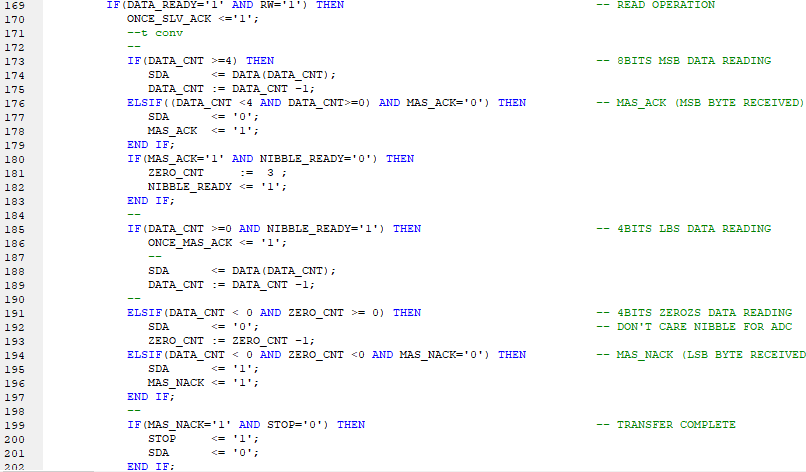 169 IF(DATA_READY='1' AND RW='1') THEN -- READ OPERATION
170 ONCE_SLV_ACK <='1';
171 --t conv
172 --
173 IF(DATA_CNT >=4) THEN -- 8BITS MSB DATA READING
174 SDA <= DATA(DATA_CNT);
175 DATA_CNT := DATA_CNT -1;
176 ELSIF((DATA_CNT <4 AND DATA_CNT>=0) AND MAS_ACK='0') THEN -- MAS_ACK (MSB BYTE RECEIVED)
177 SDA <= '0';
178 MAS_ACK <= '1';
179 END IF;
180 IF(MAS_ACK='1' AND NIBBLE_READY='0') THEN
181 ZERO_CNT := 3 ;
182 NIBBLE_READY <= '1';
183 END IF;
184 --
185 IF(DATA_CNT >=0 AND NIBBLE_READY='1') THEN -- 4BITS LBS DATA READING
186 ONCE_MAS_ACK <= '1';
187 --
188 SDA <= DATA(DATA_CNT);
189 DATA_CNT := DATA_CNT -1;
190 --
191 ELSIF(DATA_CNT < 0 AND ZERO_CNT >= 0) THEN -- 4BITS ZEROZS DATA READING
192 SDA <= '0'; -- DON'T CARE NIBBLE FOR ADC
193 ZERO_CNT := ZERO_CNT -1;
194 ELSIF(DATA_CNT < 0 AND ZERO_CNT <0 AND MAS_NACK='0') THEN -- MAS_NACK (LSB BYTE RECEIVED
195 SDA <= '1';
196 MAS_NACK <= '1';
197 END IF;
198 --
199 IF(MAS_NACK='1' AND STOP='0') THEN -- TRANSFER COMPLETE
200 STOP <= '1';
201 SDA <= '0';
202 END IF;